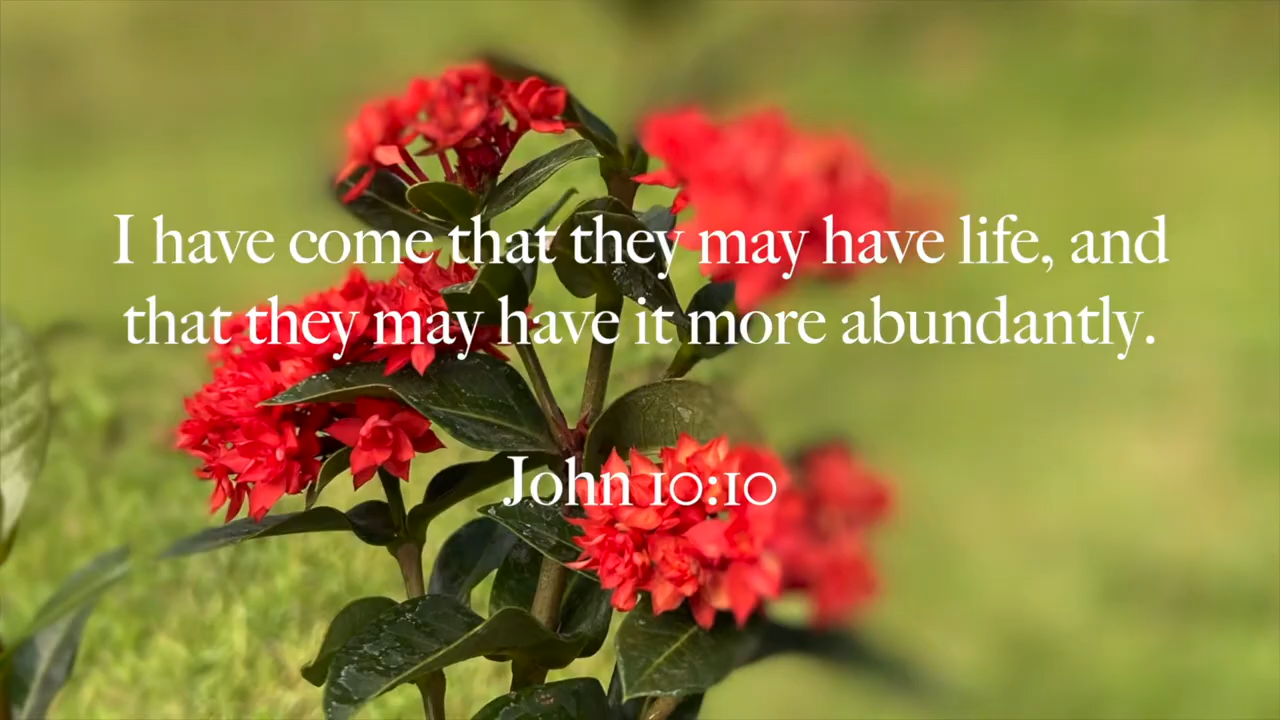 I have come that they may have life, and
that they may have it more abundantly.
John 10:10